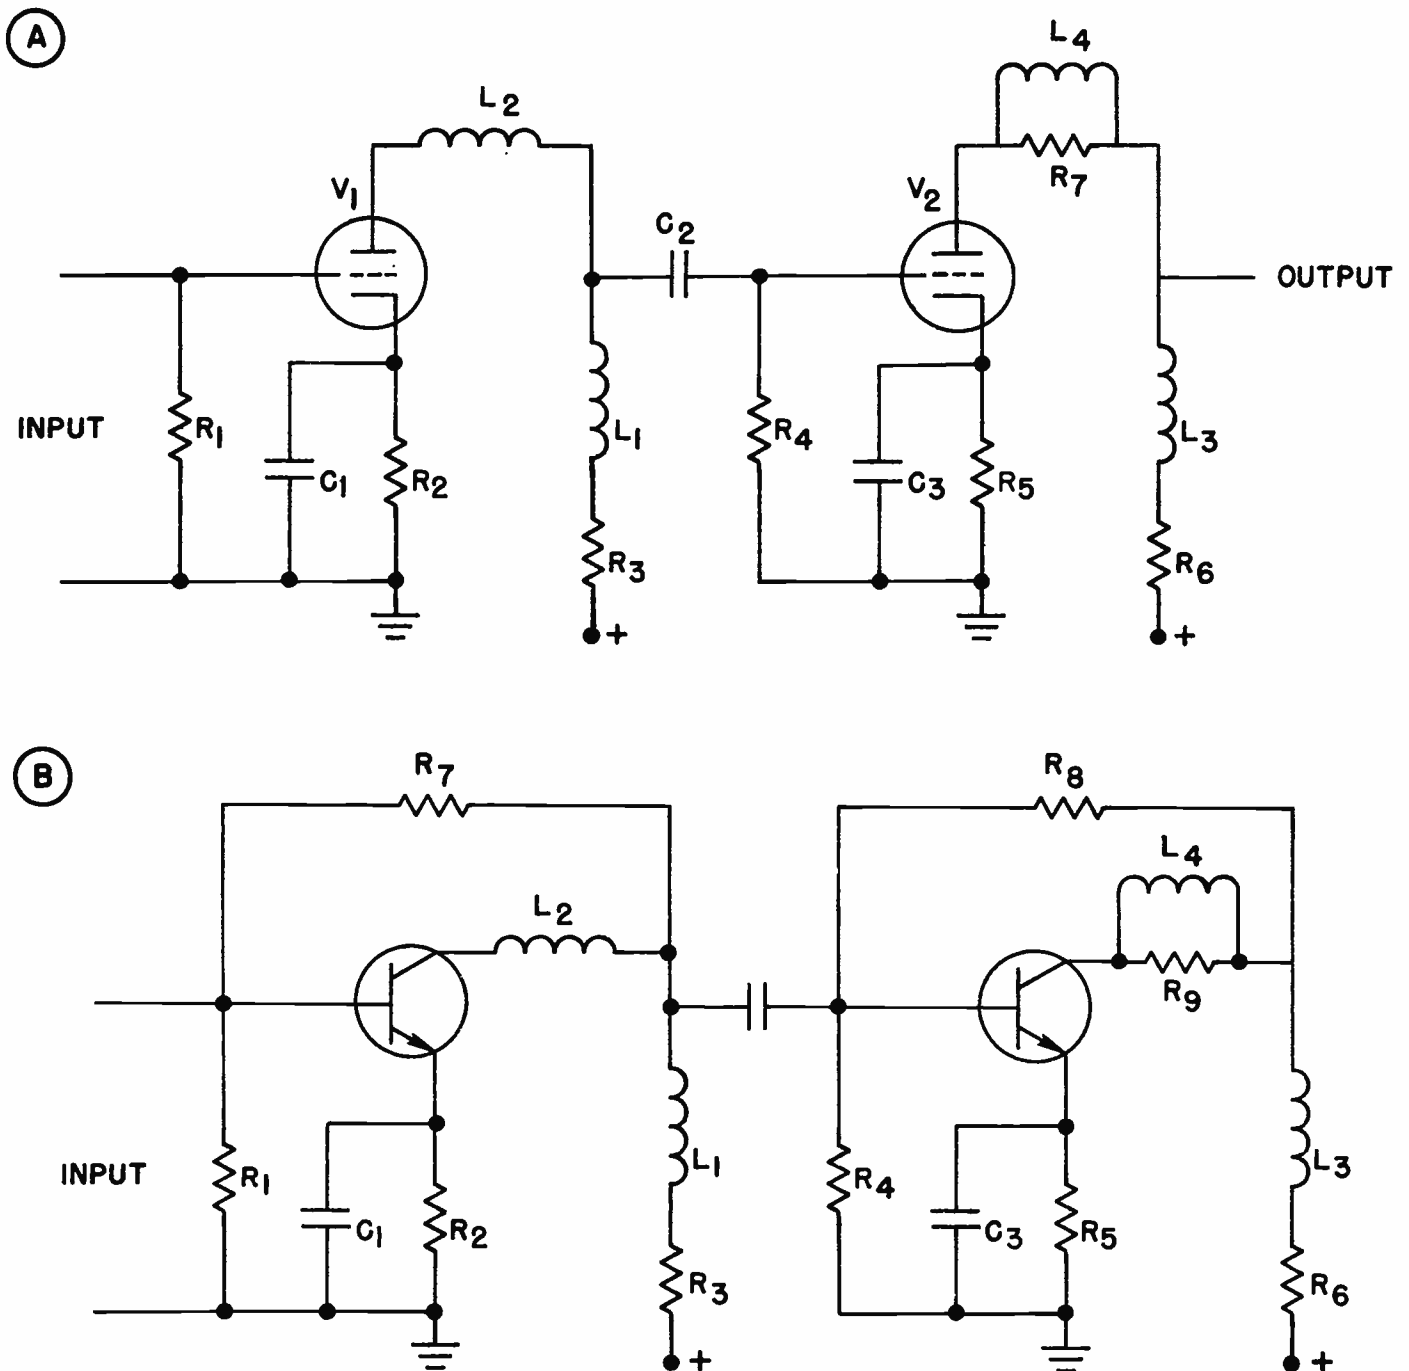 A
L4
L2
V1
V2
R7
C2
OUTPUT
INPUT
R1
L1
R4
L3
C1
R2
C3
R5
R3
R6
+
+
B
R7
R8
L4
L2
R9
INPUT
R1
L1
R4
L3
C1
R2
C3
R5
R3
R6
+
+